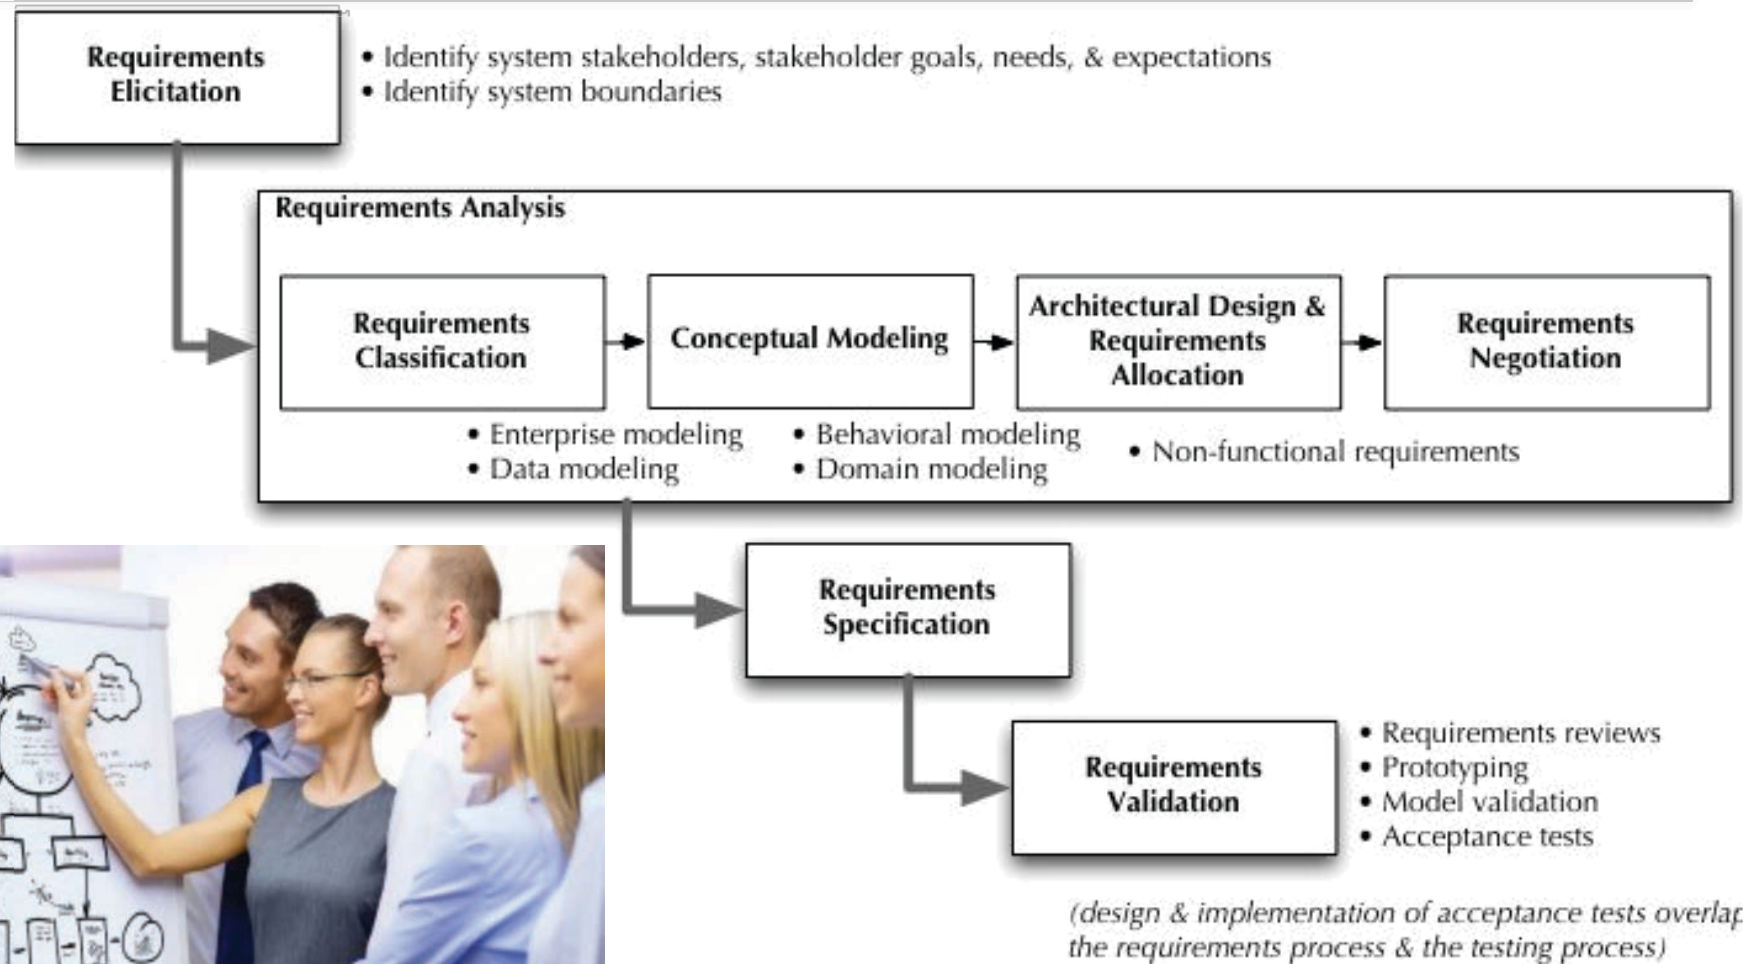 Requirements
Elicitation
• Identify system stakeholders, stakeholder goals, needs, & expectations
• Identify system boundaries
Requirements Analysis
Requirements
Classification
Conceptual Modeling
Architectural Design &
Requirements
Allocation
Requirements
Negotiation
• Enterprise modeling
• Data modeling
• Behavioral modeling
• Domain modeling
• Non-functional requirements
Requirements
Specification
Requirements
Validation
• Requirements reviews
• Prototyping
• Model validation
• Acceptance tests
(design & implementation of acceptance tests overlap
the requirements process & the testing process)